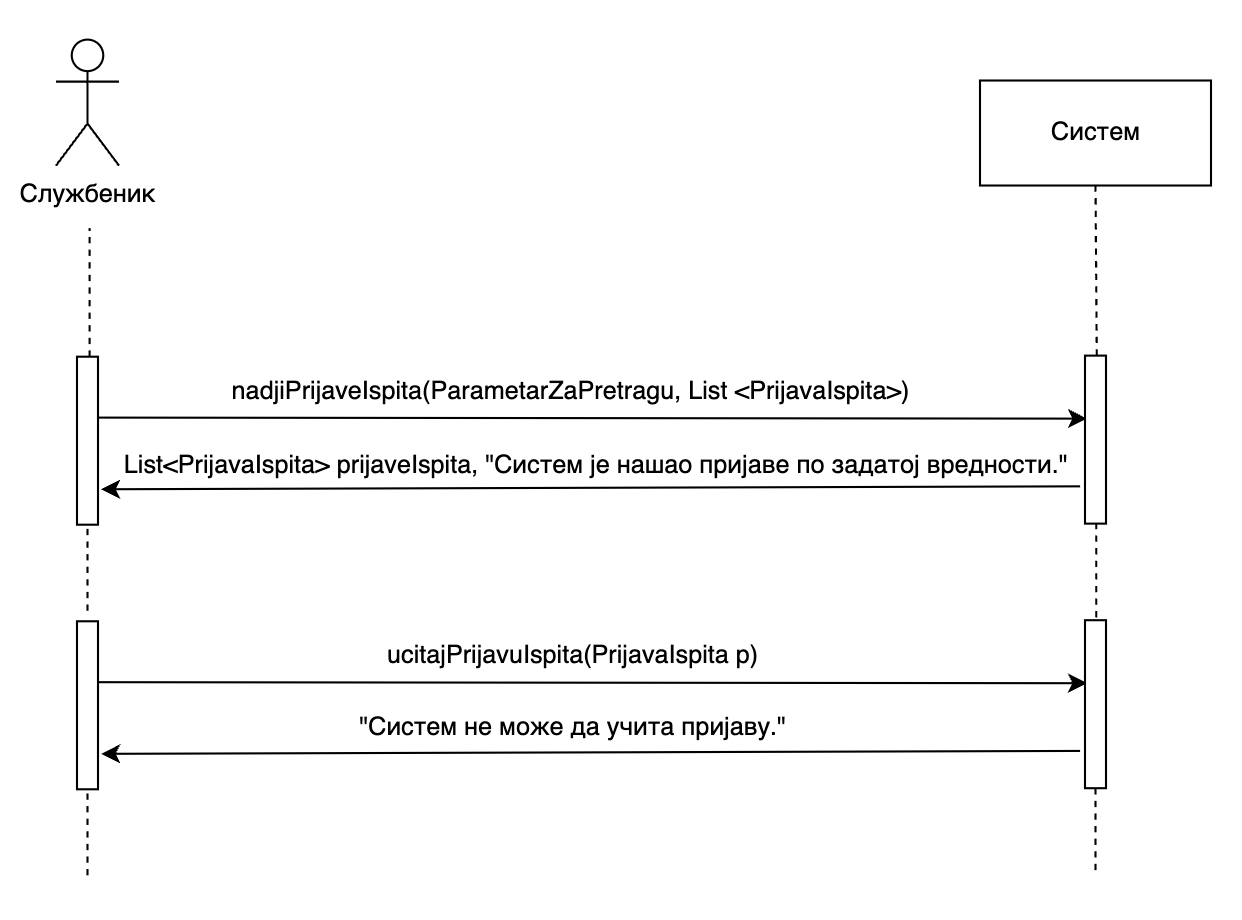 Службеник
Систем
nadjiPrijaveIspita(ParametarZaPretragu, List <PrijavaIspita>)
List<PrijavaIspita> prijaveIspita, "Систем је нашао пријаве по задатој вредности."
ucitajPrijavuIspita(PrijavaIspita p)
"Систем не може да учита пријаву."